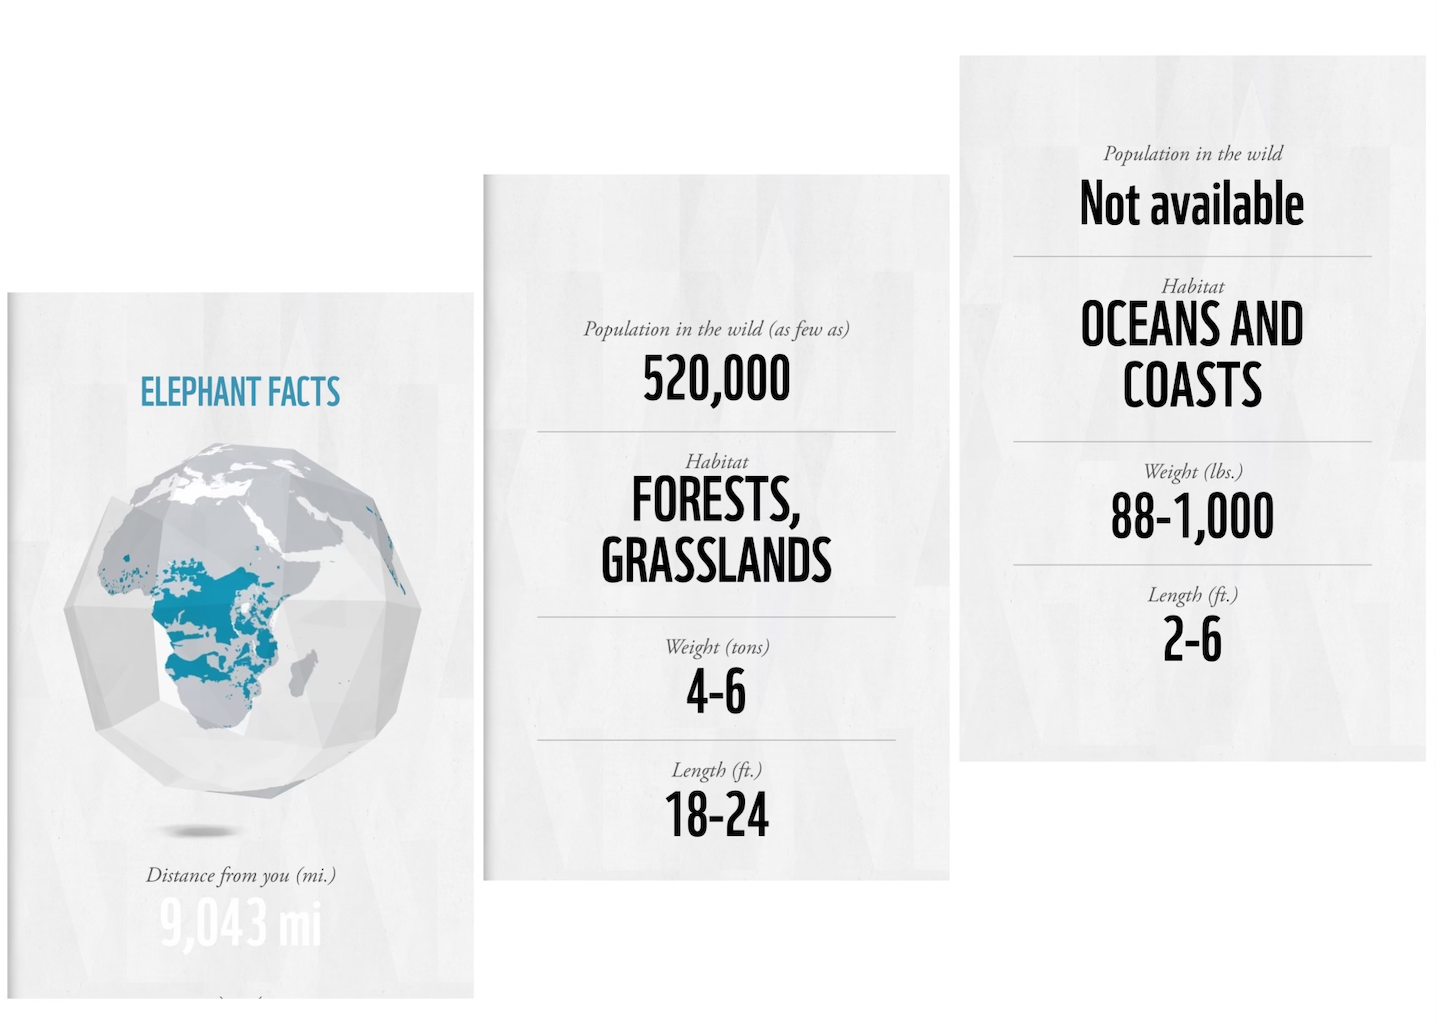 ELEPHANT FACTS
Distance from you (mi.)
9,043 mi
Population in the wild (as few as)
520,000
Habitat
FORESTS,
GRASSLANDS
Weight (tons)
4-6
Length (ft.)
18-24
Population in the wild
Not available
Habitat
OCEANS AND
COASTS
Weight (lbs.)
88-1,000
Length (ft.)
2-6